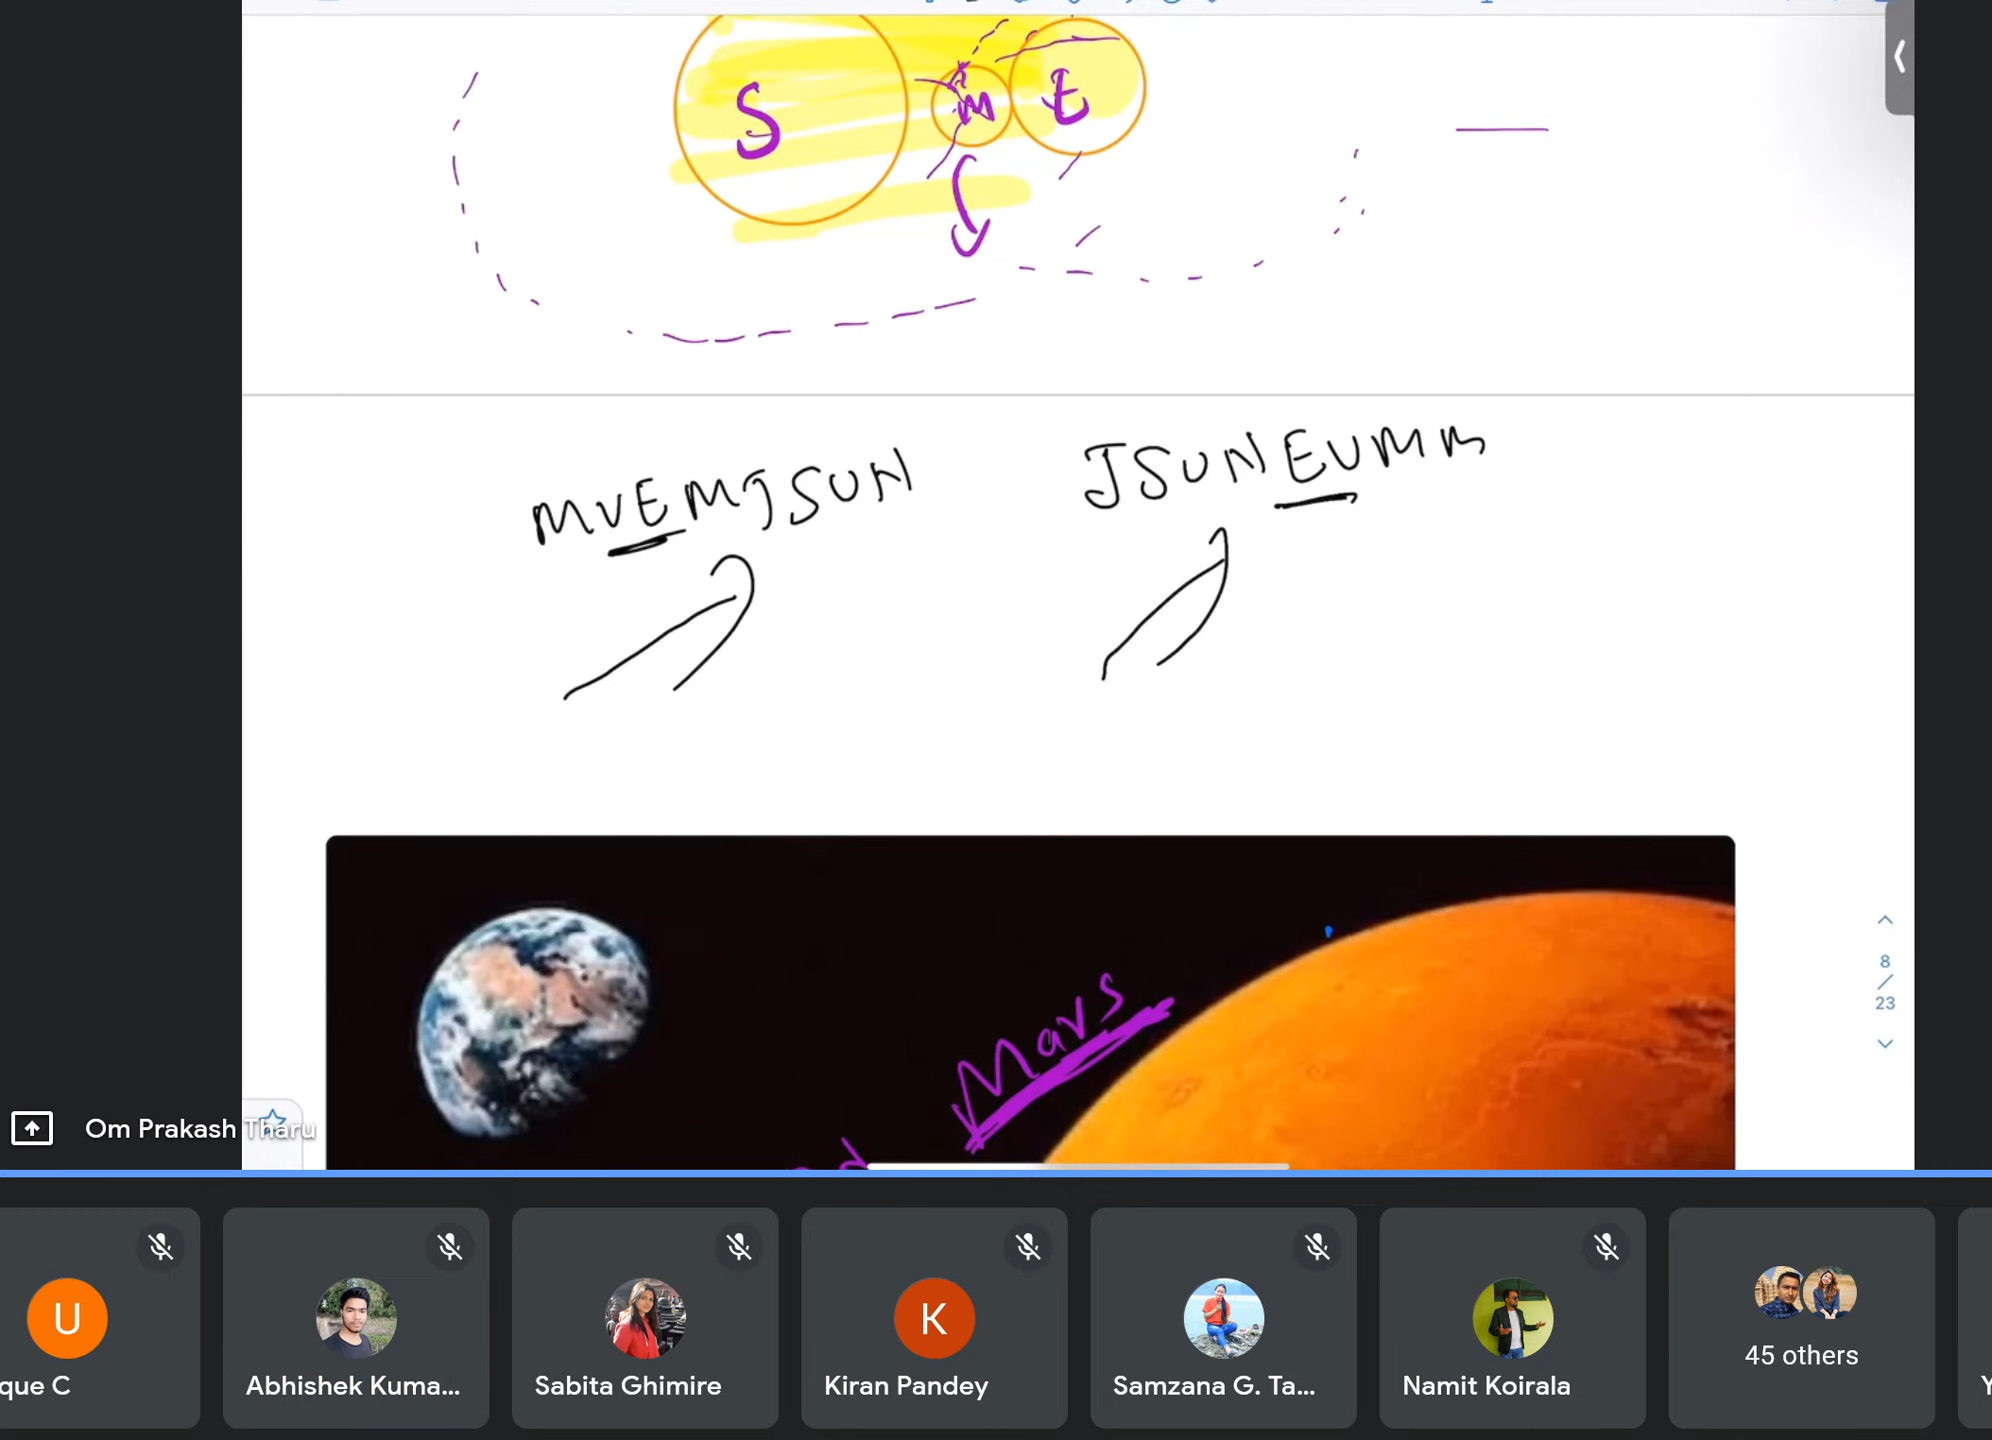 S M E
MVEMJSUN JSUNEVMM
8
/
23
Mars
Om Prakash Tharu
U
K
que C
Abhishek Kuma...
Sabita Ghimire
Kiran Pandey
Samzana G. Ta...
Namit Koirala
45 others
Y